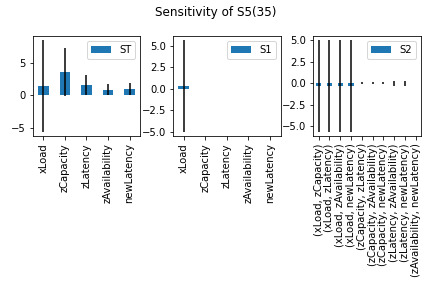 Sensitivity of S5(35)
ST
5
0
−5
xLoad
zCapacity
zLatency
zAvailability
newLatency
S1
5.0
2.5
0.0
−2.5
−5.0
xLoad
zCapacity
zLatency
zAvailability
newLatency
S2
5.0
2.5
0.0
−2.5
−5.0
(xLoad, zCapacity)
(xLoad, zLatency)
(xLoad, zAvailability)
(xLoad, newLatency)
(zCapacity, zLatency)
(zCapacity, zAvailability)
(zCapacity, newLatency)
(zLatency, zAvailability)
(zLatency, newLatency)
(zAvailability, newLatency)